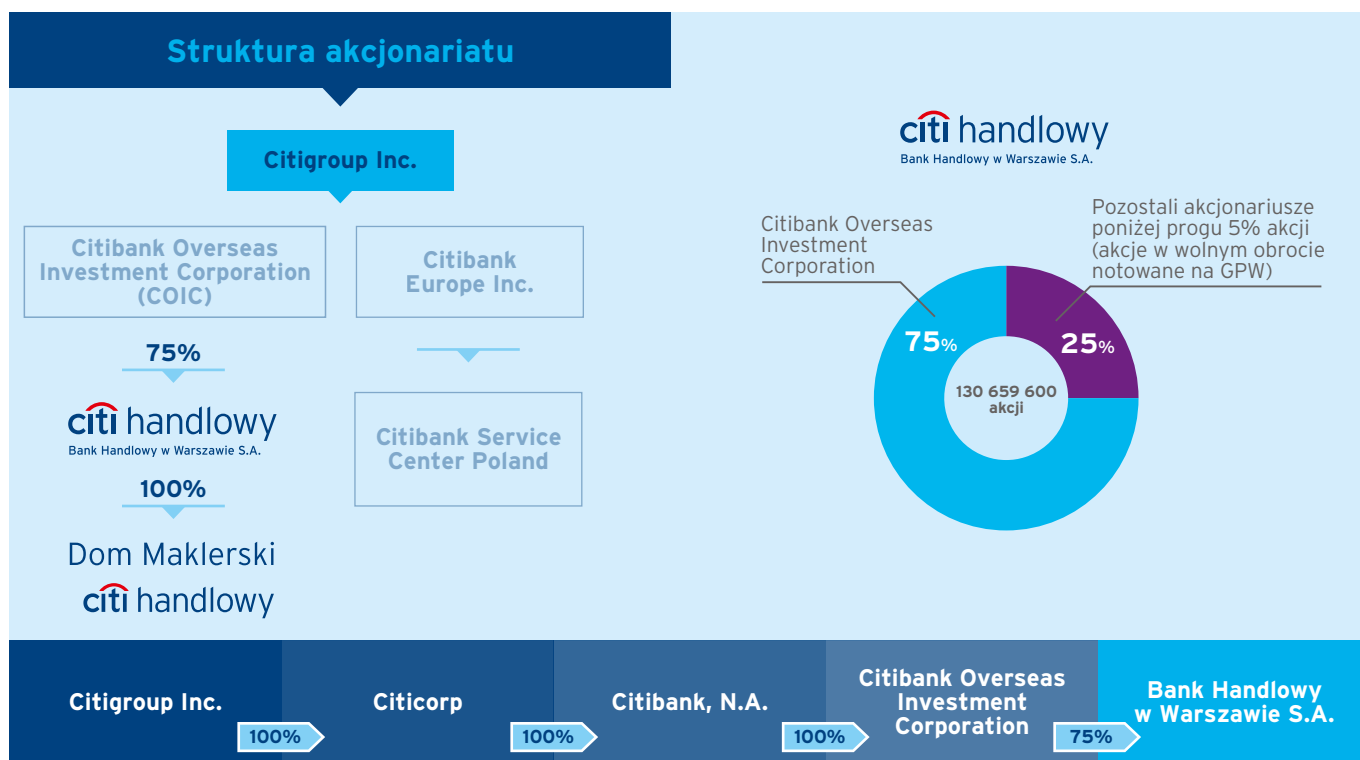 Struktura akcjonariatu
Citigroup Inc.
Citibank Overseas
Investment Corporation
(COIC)
Citibank
Europe Inc.
75%
citi handlowy
Bank Handlowy w Warszawie S.A.
Citibank Service
Center Poland
100%
Dom Maklerski
citi handlowy
citi handlowy
Bank Handlowy w Warszawie S.A.
Citibank Overseas
Investment
Corporation
Pozostali akcjonariusze
poniżej progu 5% akcji
(akcje w wolnym obrocie
notowane na GPW)
75%
25%
130 659 600
akcji
Citigroup Inc.
100%
Citicorp
100%
Citibank, N.A.
100%
Citibank Overseas
Investment
Corporation
75%
Bank Handlowy
w Warszawie S.A.